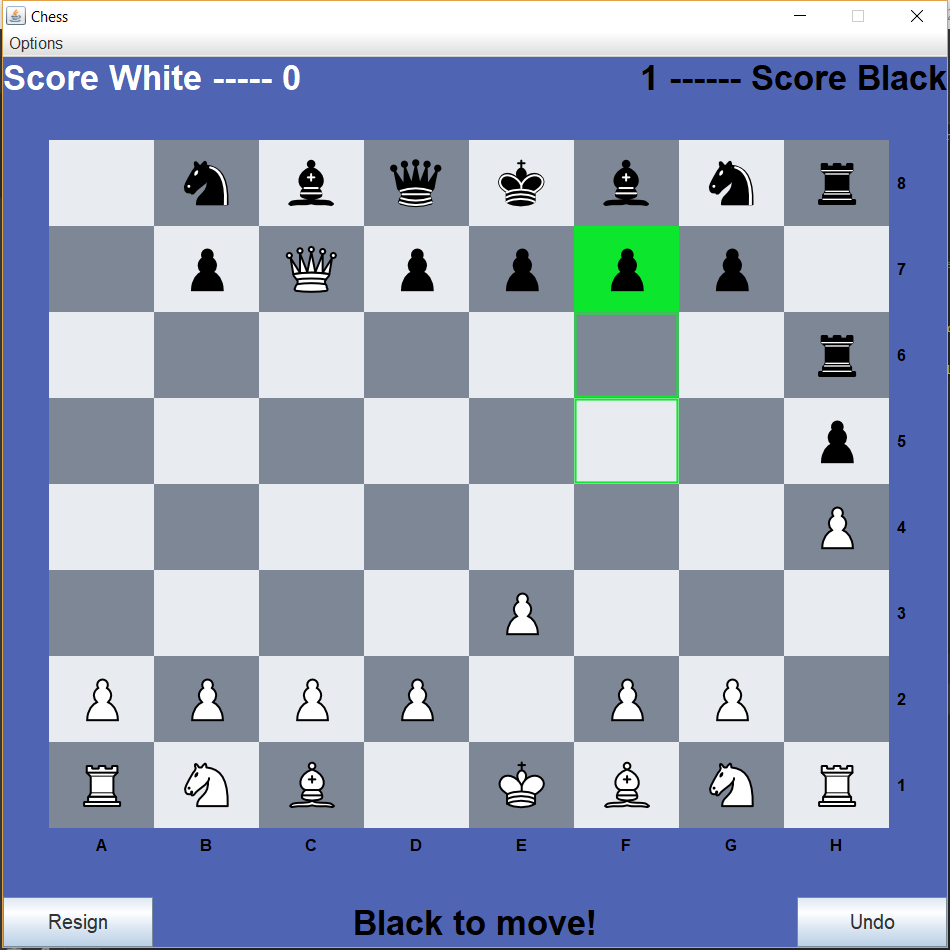 Chess
Options
Score White ----- 0
1 ------ Score Black
8
7
6
5
4
3
2
1
A B C D E F G H
Resign
Black to move!
Undo